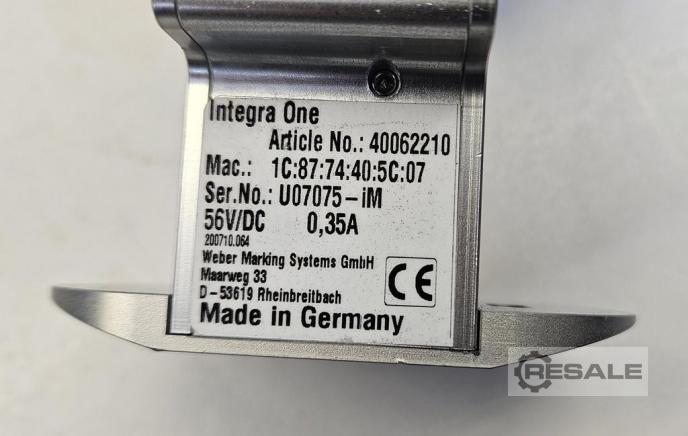 Integra One
Article No.: 40062210
Mac.: 1C:87:74:40:5C:07
Ser.No.: U07075-iM
56V/DC 0,35A
200710.064
Weber Marking Systems GmbH
Maarweg 33
D-53619 Rheinbreitbach
CE
Made in Germany
RESALE